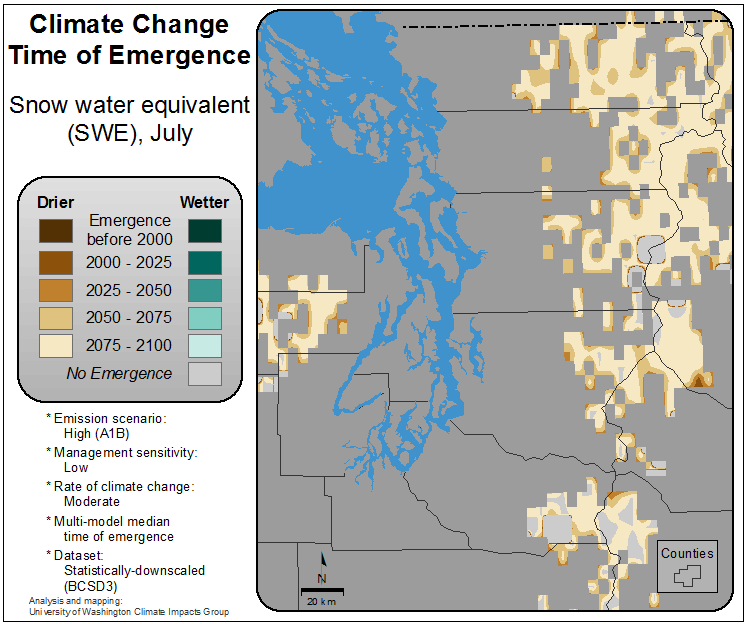 Climate Change
Time of Emergence
Snow water equivalent
(SWE), July
Drier
Wetter
Emergence
before 2000
2000 - 2025
2025 - 2050
2050 - 2075
2075 - 2100
No Emergence
* Emission scenario:
High (A1B)
* Management sensitivity:
Low
* Rate of climate change:
Moderate
* Multi-model median
time of emergence
* Dataset:
Statistically-downscaled
(BCSD3)
Analysis and mapping:
University of Washington Climate Impacts Group
N
20 km
Counties